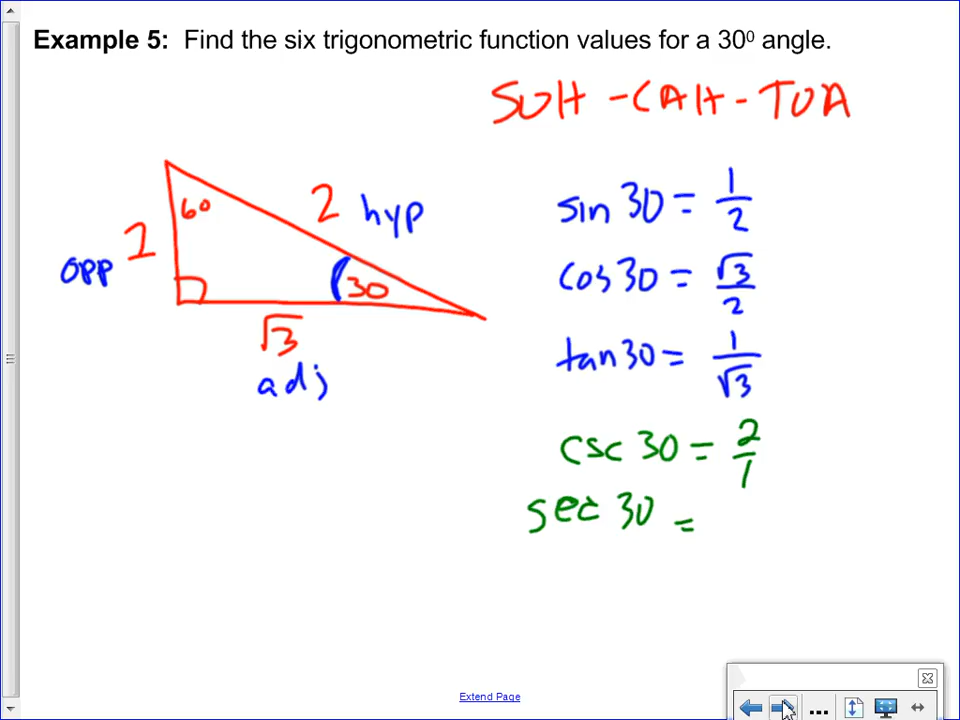 Example 5: Find the six trigonometric function values for a 30⁰ angle.
SOH - CAH - TOA
60
2 hyp
1
opp
30
√3
adj
sin 30 = 1/2
cos 30 = √3/2
tan 30 = 1/√3
csc 30 = 2/1
sec 30 =
Extend Page